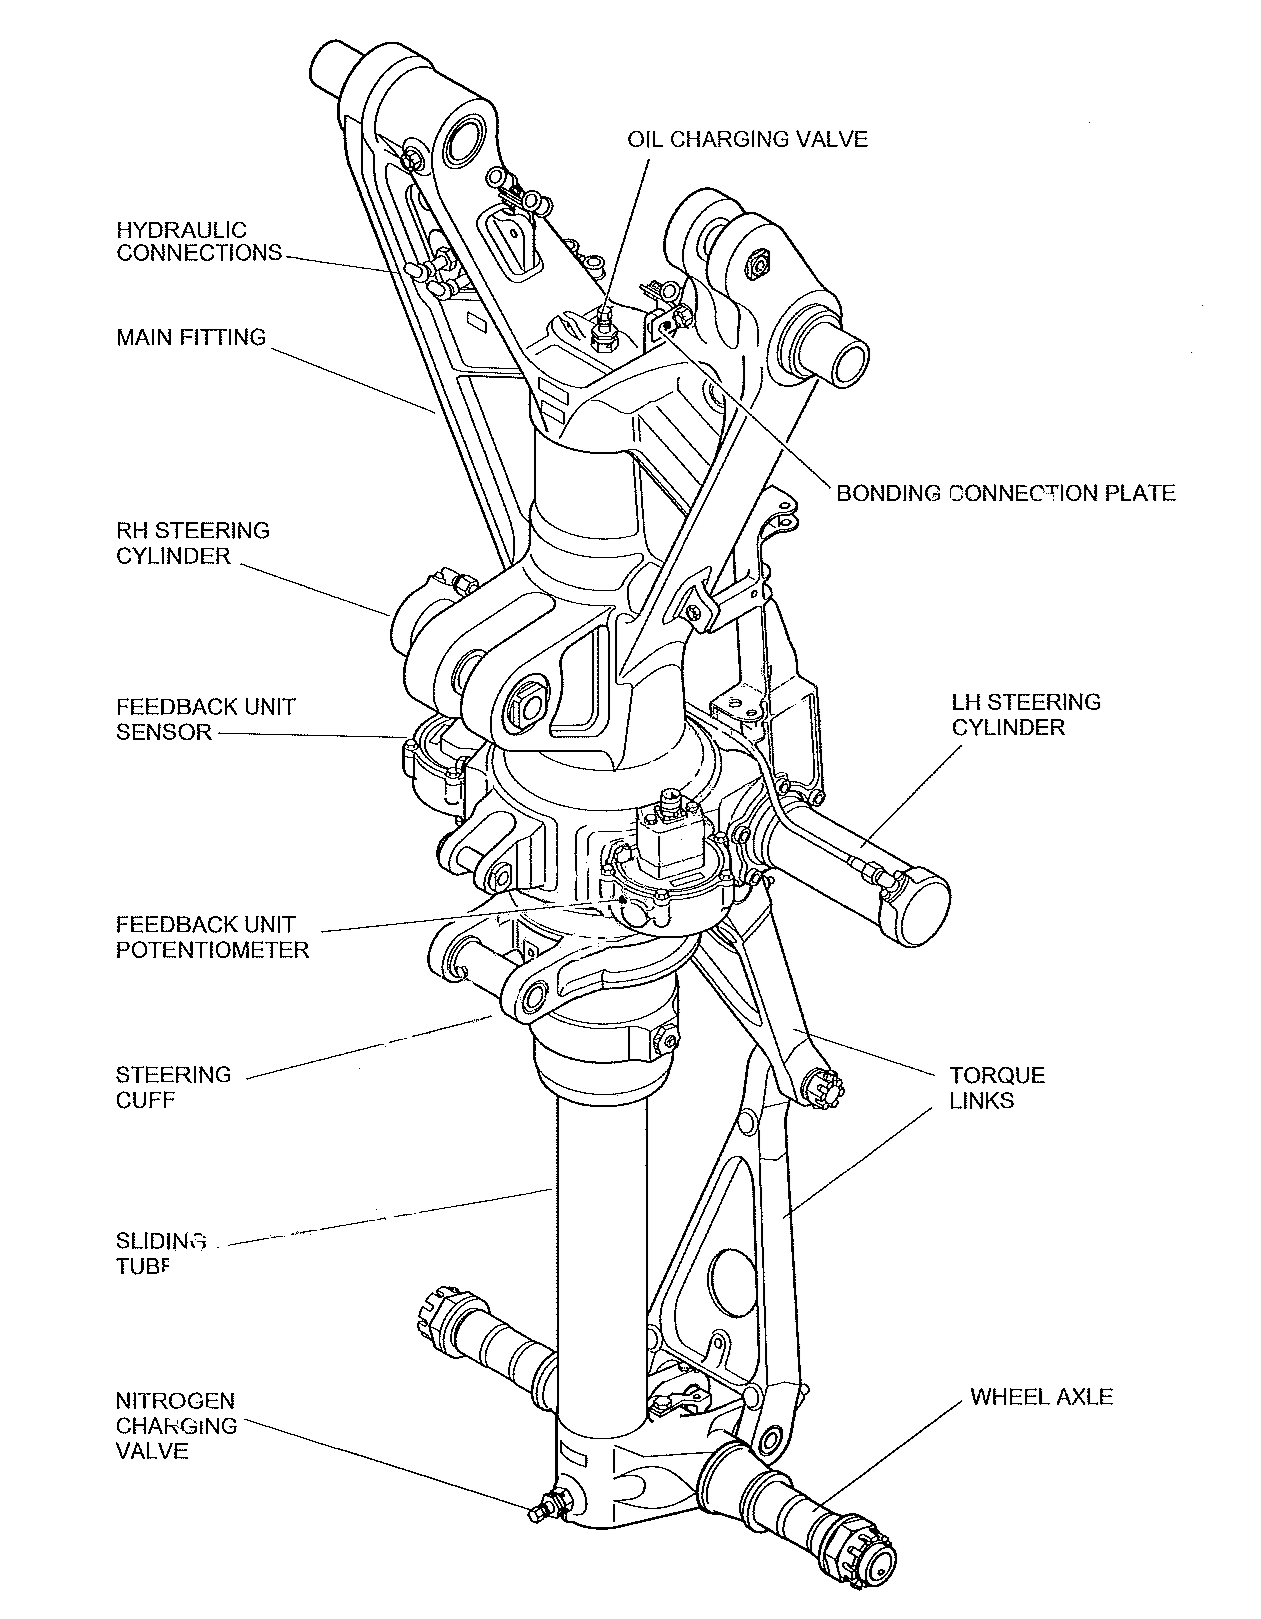 OIL CHARGING VALVE
HYDRAULIC
CONNECTIONS
MAIN FITTING
BONDING CONNECTION PLATE
RH STEERING
CYLINDER
FEEDBACK UNIT
SENSOR
LH STEERING
CYLINDER
FEEDBACK UNIT
POTENTIOMETER
STEERING
CUFF
TORQUE
LINKS
SLIDING
TUBE
NITROGEN
CHARGING
VALVE
WHEEL AXLE